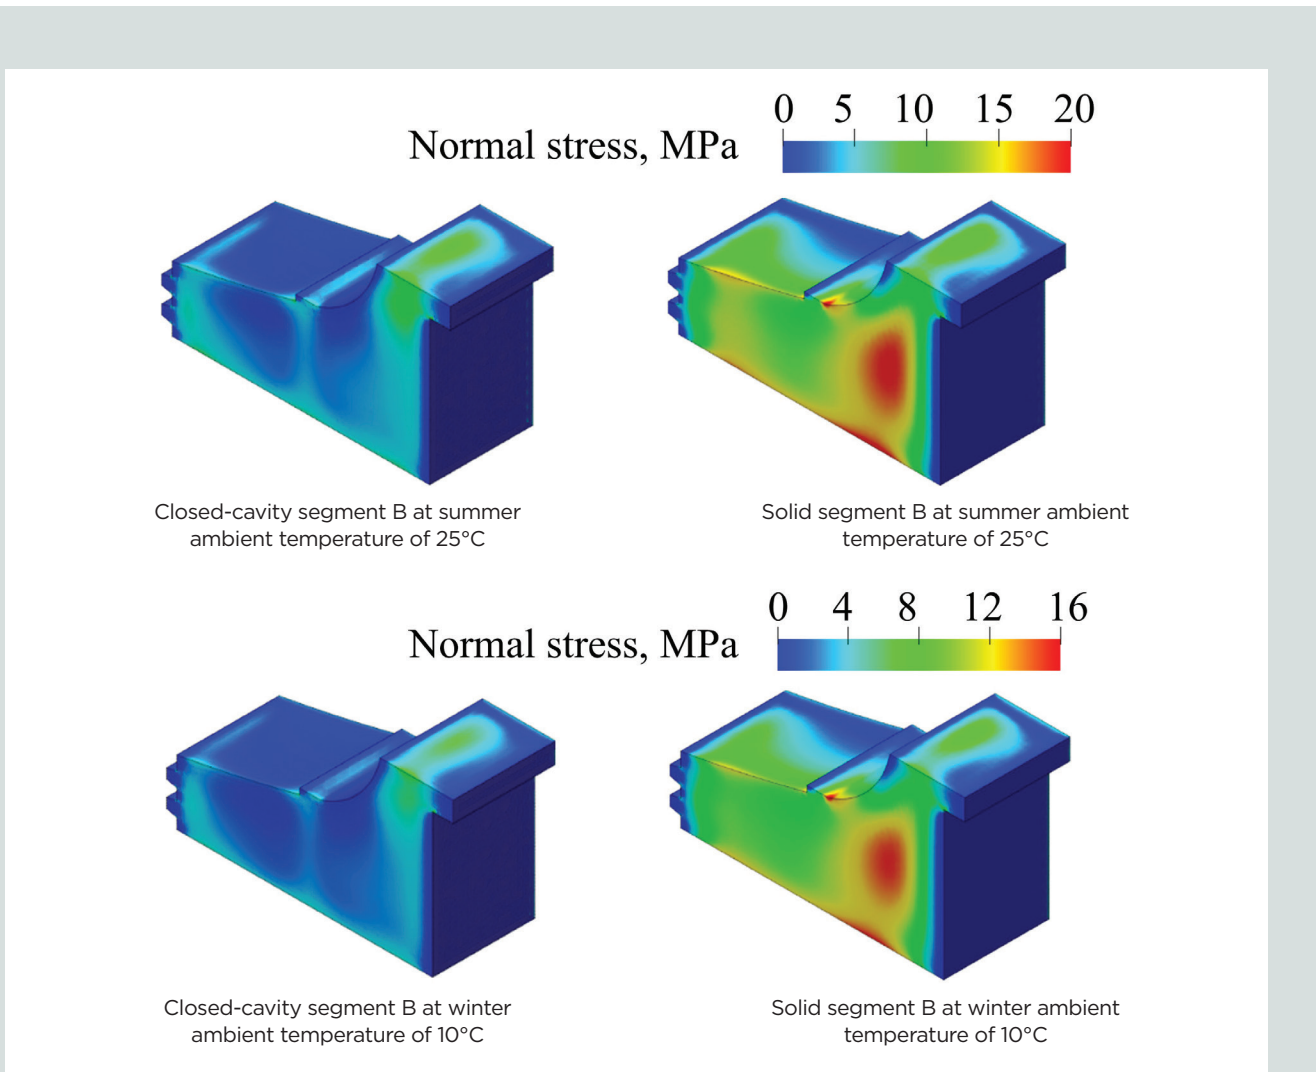 0 5 10 15 20
Normal stress, MPa
Closed-cavity segment B at summer
ambient temperature of 25°C
Solid segment B at summer ambient
temperature of 25°C
0 4 8 12 16
Normal stress, MPa
Closed-cavity segment B at winter
ambient temperature of 10°C
Solid segment B at winter ambient
temperature of 10°C